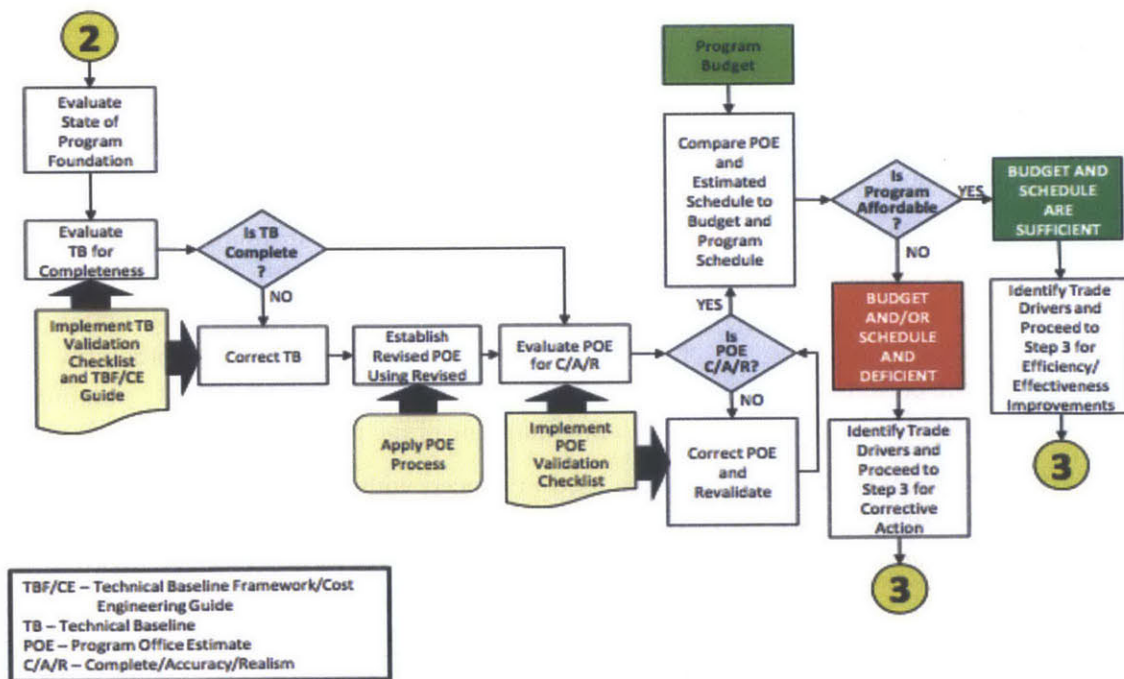 2
Evaluate
State of
Program
Foundation
Evaluate
TB for
Completeness
Is TB
Complete
?
NO
Implement TB
Validation
Checklist
and TBF/CE
Guide
Correct TB
Establish
Revised POE
Using Revised
Apply POE
Process
Evaluate POE
for C/A/R
Implement
POE
Validation
Checklist
Program
Budget
Compare POE
and
Estimated
Schedule to
Budget and
Program
Schedule
YES
Is
POE
C/A/R?
NO
Correct POE
and
Revalidate
Is
Program
Affordable
?
YES
NO
BUDGET AND
SCHEDULE
ARE
SUFFICIENT
BUDGET
AND/OR
SCHEDULE
AND
DEFICIENT
Identify Trade
Drivers and
Proceed to
Step 3 for
Corrective
Action
3
Identify Trade
Drivers and
Proceed to
Step 3 for
Efficiency/
Effectiveness
Improvements
3
TBF/CE – Technical Baseline Framework/Cost
Engineering Guide
TB – Technical Baseline
POE – Program Office Estimate
C/A/R – Complete/Accuracy/Realism